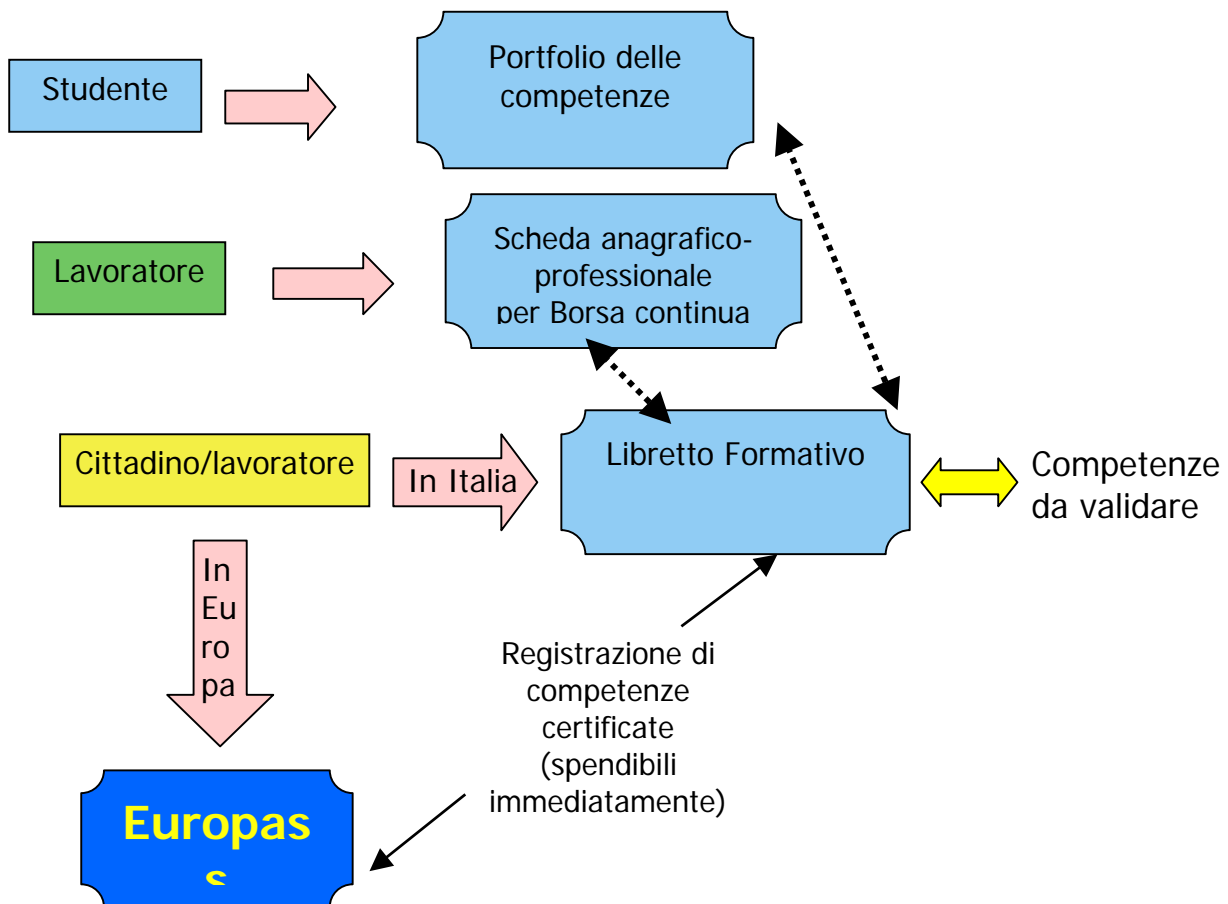 Studente
Portfolio delle
competenze
Lavoratore
Scheda anagrafico-
professionale
per Borsa continua
Cittadino/lavoratore
In Italia
Libretto Formativo
Competenze
da validare
In
Eu
ro
pa
Registrazione di
competenze
certificate
(spendibili
immediatamente)
Europas
s